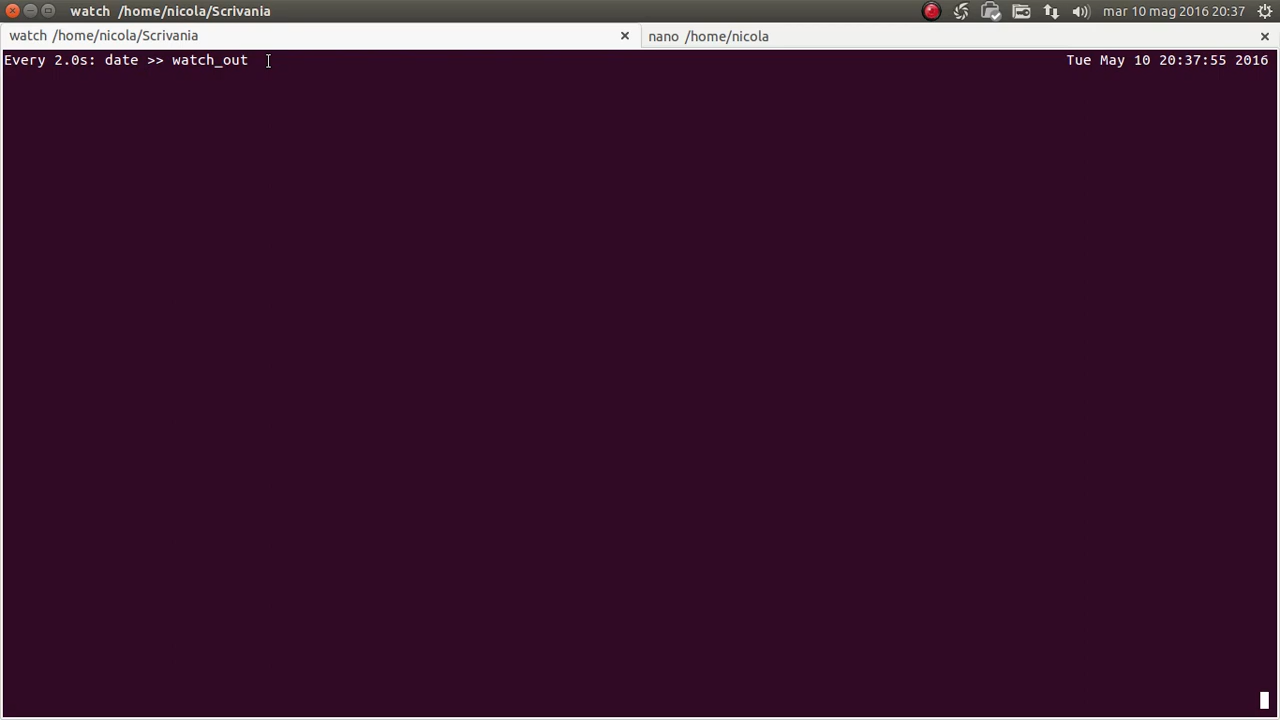 watch /home/nicola/Scrivania
mar 10 mag 2016 20:37
watch /home/nicola/Scrivania
nano /home/nicola
Every 2.0s: date >> watch_out
Tue May 10 20:37:55 2016